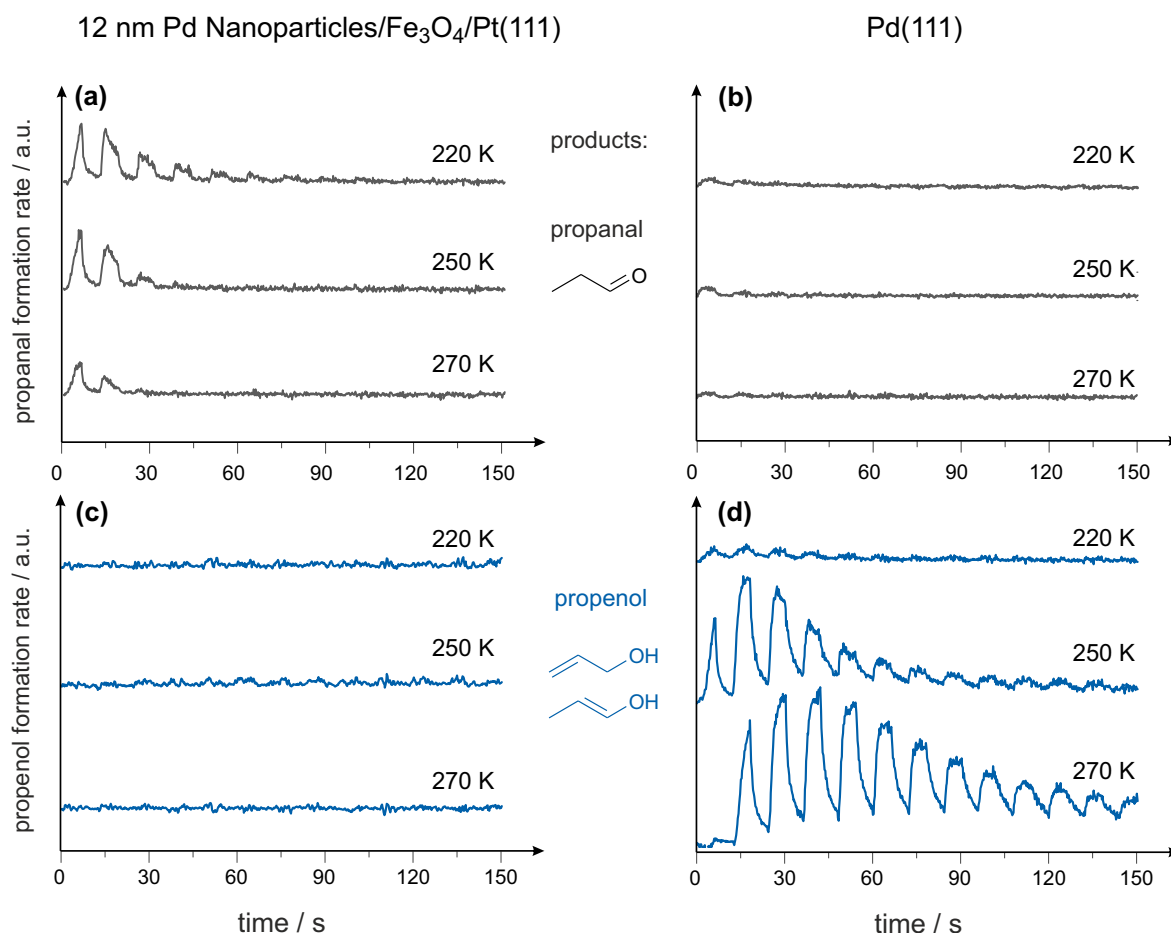 12 nm Pd Nanoparticles/Fe₃O₄/Pt(111)
Pd(111)
(a)
220 K
250 K
270 K
propanal formation rate / a.u.
0 30 60 90 120 150
products:
propanal
O
(b)
220 K
250 K
270 K
0 30 60 90 120 150
(c)
220 K
250 K
270 K
propenol formation rate / a.u.
0 30 60 90 120 150
time / s
propenol
OH
OH
(d)
220 K
250 K
270 K
0 30 60 90 120 150
time / s